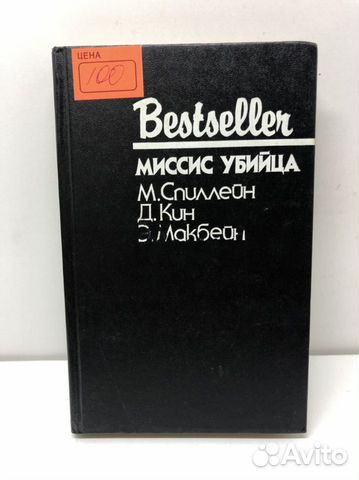 ЦЕНА
100
Bestseller
МИССИС УБИЙЦА
М.Спиллейн
Д.Кин
Э.Макбейн
Avito